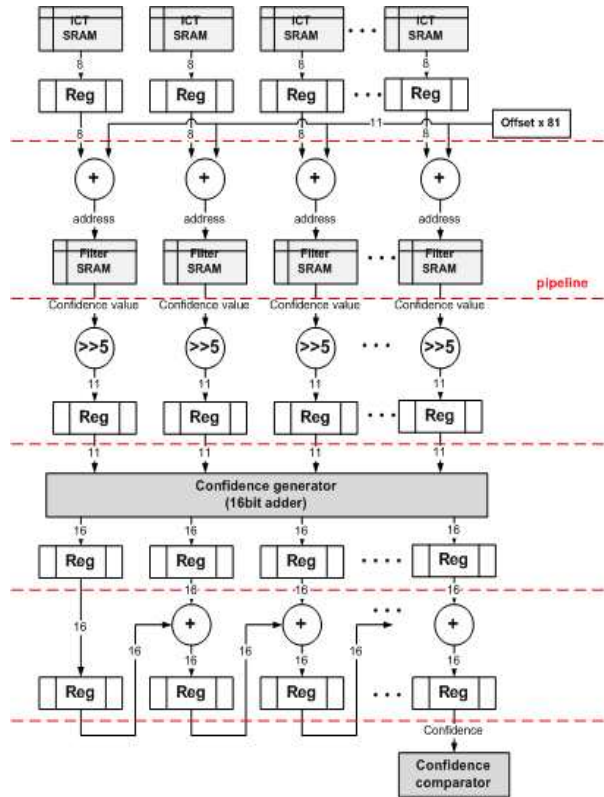 ICT ICT ICT ICT
SRAM SRAM SRAM • • • SRAM
8 8 8 8
Reg Reg Reg • • • Reg
8 8 8 11 8 Offset x 81
+ + + +
address address address address
Filter Filter Filter Filter
SRAM SRAM SRAM • • • SRAM
pipeline
Confidence value Confidence value Confidence value Confidence value
>>5 >>5 >>5 • • • >>5
11 11 11 11
Reg Reg Reg • • • Reg
11 11 11 11
Confidence generator
(16bit adder)
16 16 16 16
Reg Reg Reg • • • • Reg
16 16 16
• • •
16 + + +
16 16 16
16 16 16
Reg Reg Reg • • • Reg
Confidence
Confidence
comparator